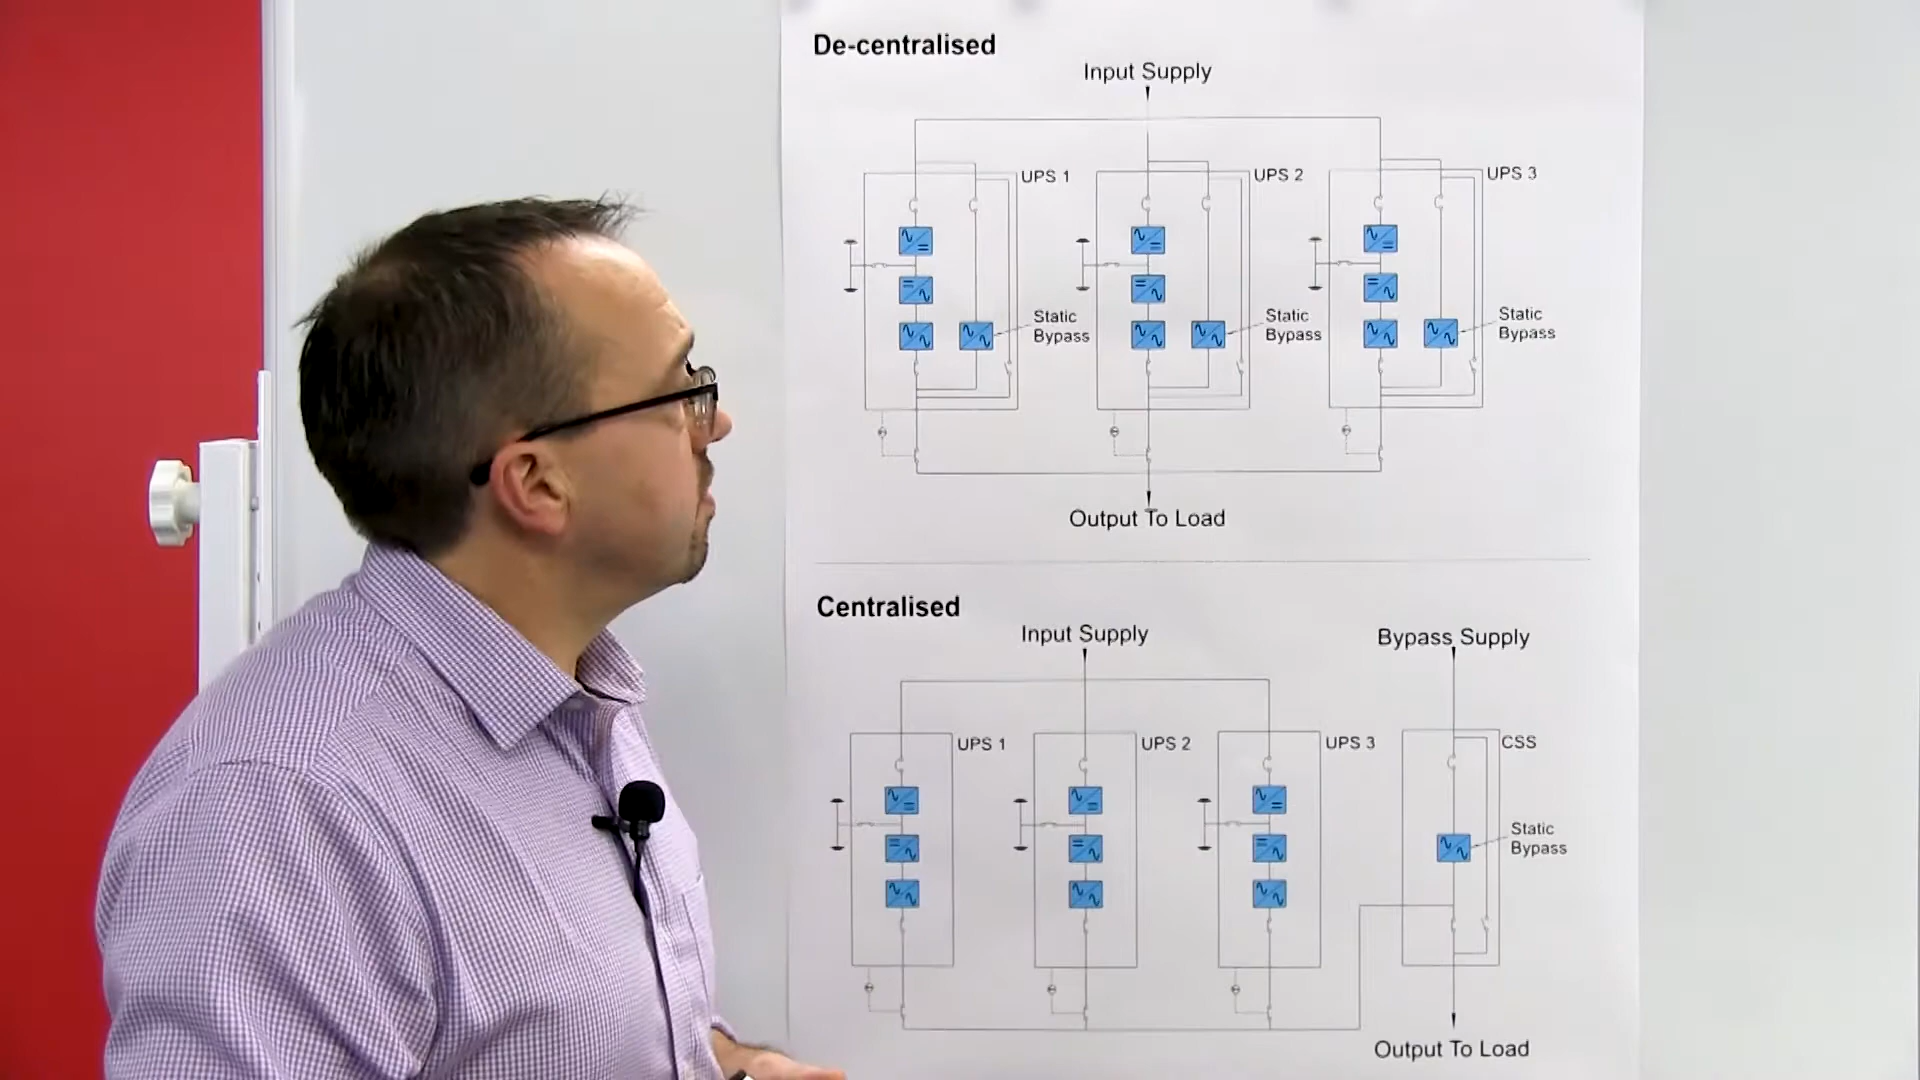 De-centralised
Input Supply
UPS 1
UPS 2
UPS 3
Static
Bypass
Static
Bypass
Static
Bypass
Output To Load
Centralised
Input Supply
Bypass Supply
UPS 1
UPS 2
UPS 3
CSS
Static
Bypass
Output To Load